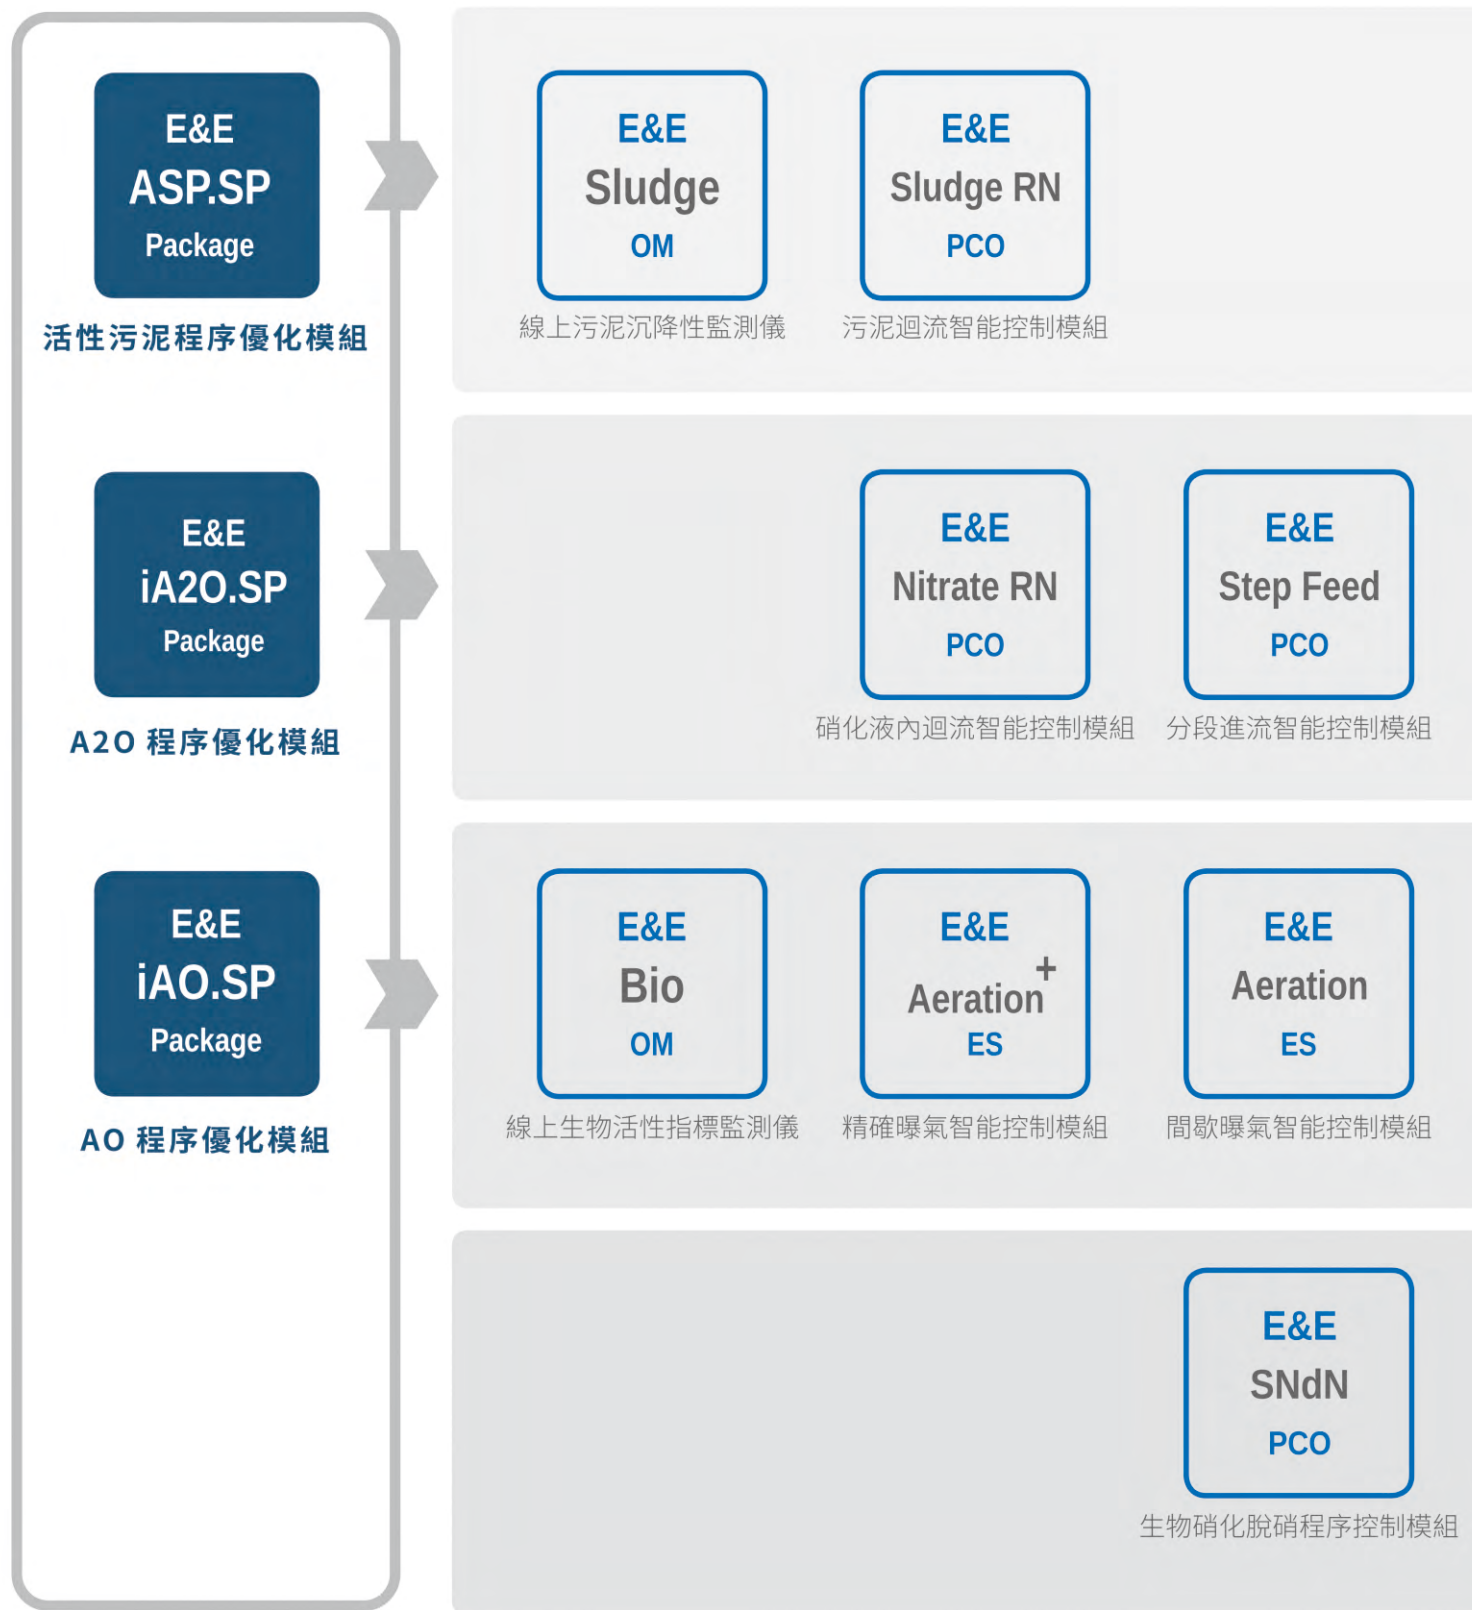 E&E
ASP.SP
Package
活性污泥程序優化模組
E&E
Sludge
OM
線上污泥沉降性監測儀
E&E
Sludge RN
PCO
污泥迴流智能控制模組
E&E
iA2O.SP
Package
A2O 程序優化模組
E&E
Nitrate RN
PCO
硝化液內迴流智能控制模組
E&E
Step Feed
PCO
分段進流智能控制模組
E&E
iAO.SP
Package
AO 程序優化模組
E&E
Bio
OM
線上生物活性指標監測儀
E&E
Aeration+
ES
精確曝氣智能控制模組
E&E
Aeration
ES
間歇曝氣智能控制模組
E&E
SNdN
PCO
生物硝化脫硝程序控制模組